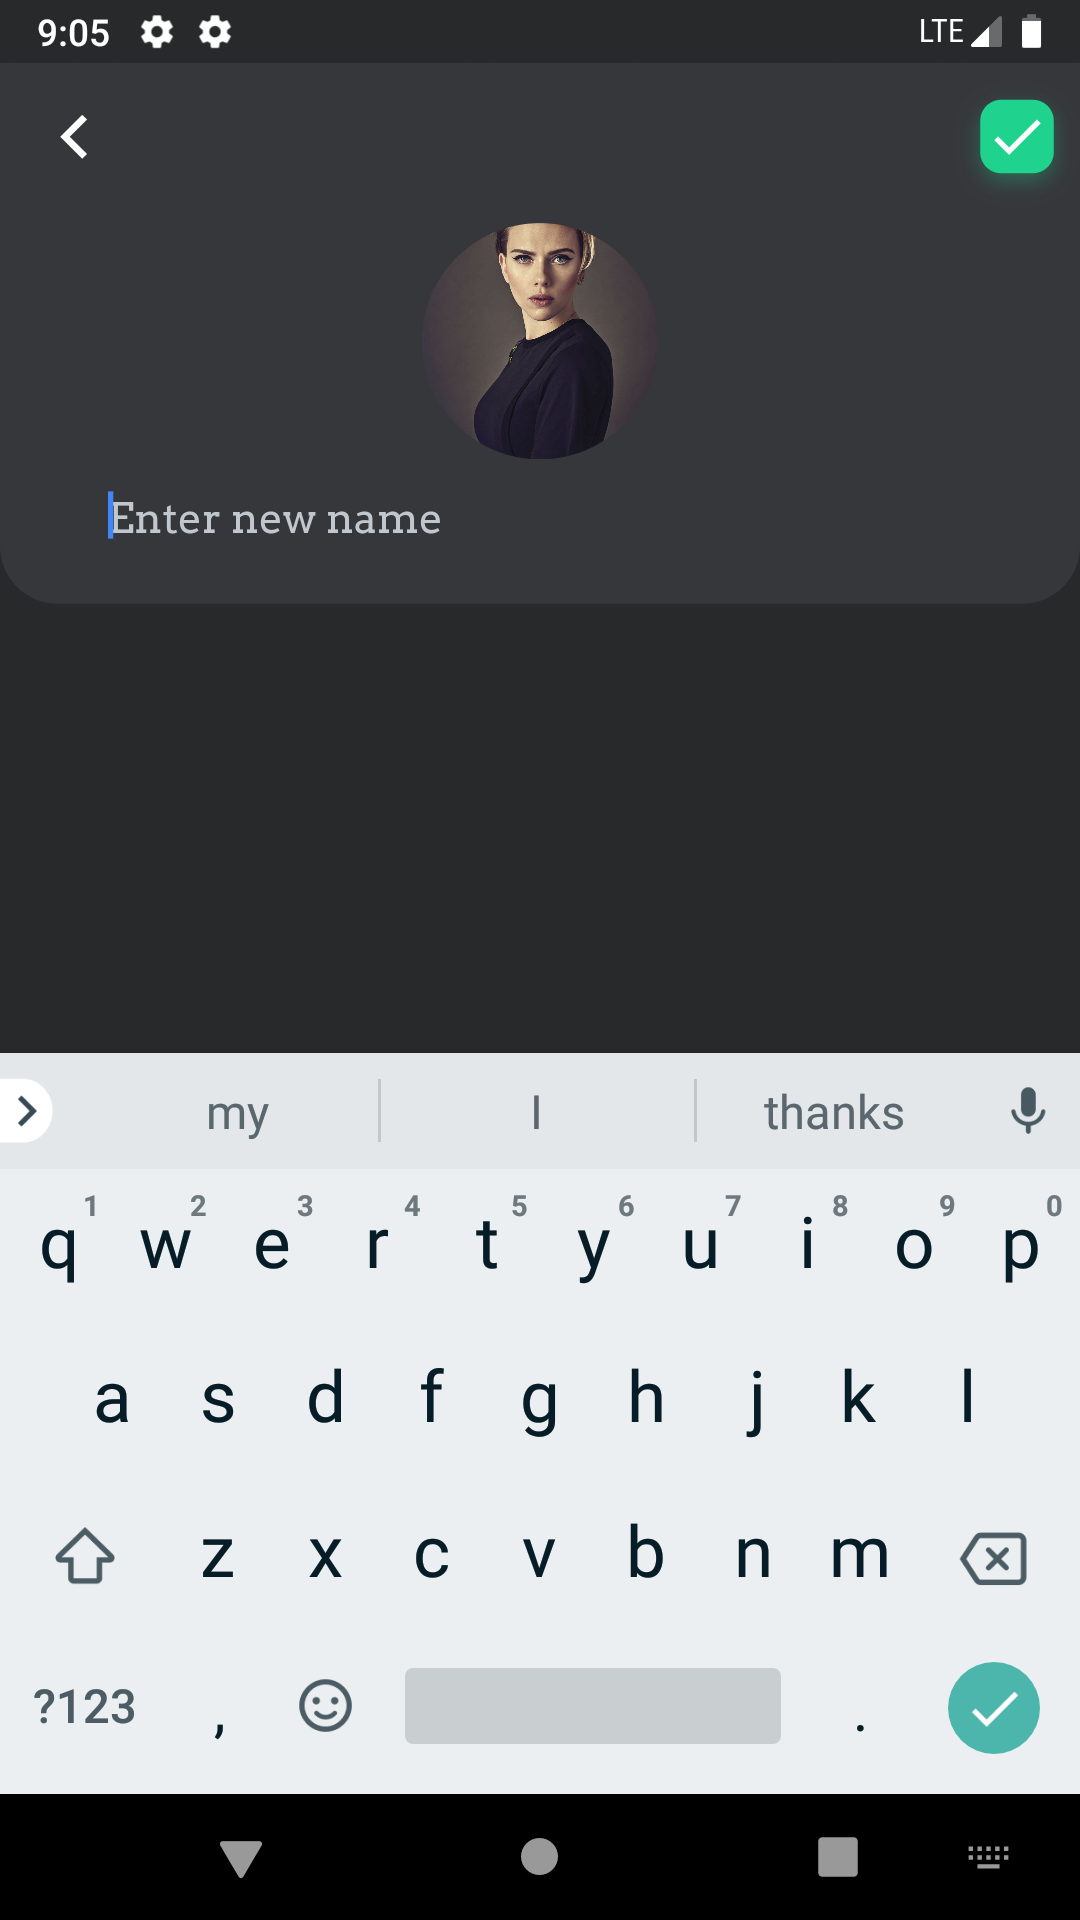 9:05 LTE
Enter new name
my I thanks
1 2 3 4 5 6 7 8 9 0
q w e r t y u i o p
a s d f g h j k l
z x c v b n m
?123 , .